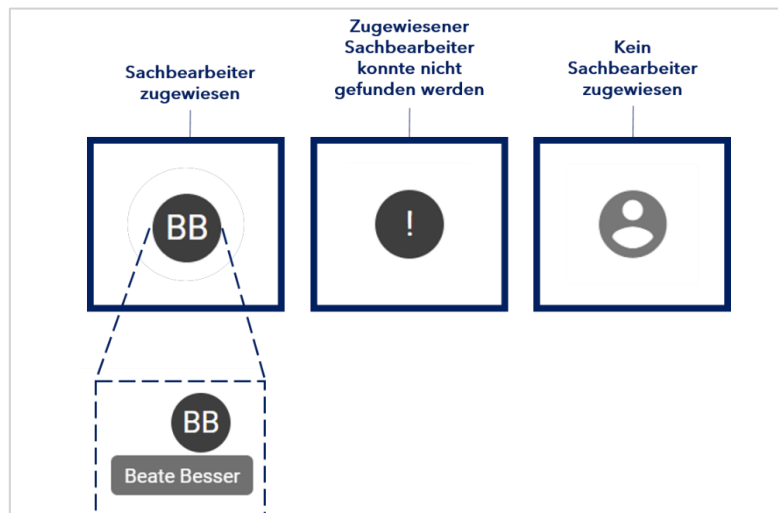 Sachbearbeiter
zugewiesen
Zugewiesener
Sachbearbeiter
konnte nicht
gefunden werden
Kein
Sachbearbeiter
zugewiesen
BB
!
BB
Beate Besser